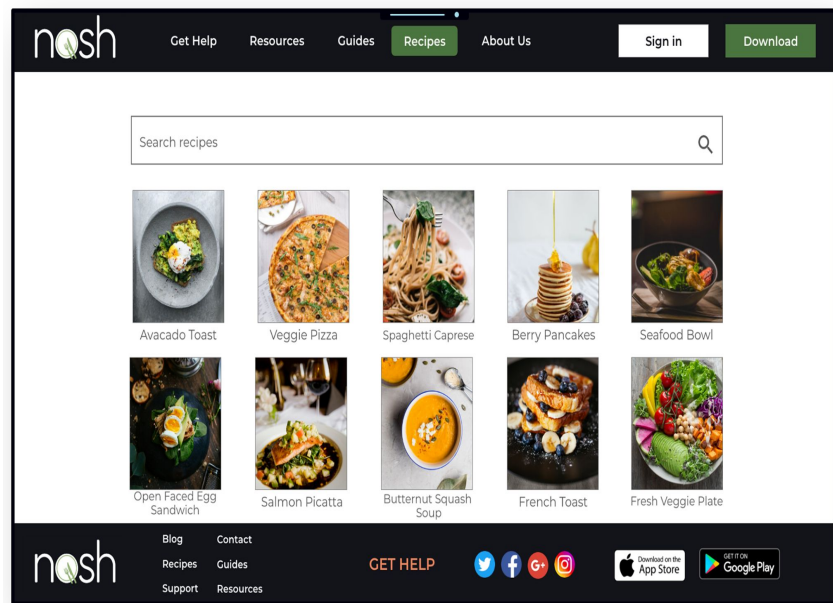 nosh
Get Help
Resources
Guides
Recipes
About Us
Sign in
Download
Search recipes
Avacado Toast
Veggie Pizza
Spaghetti Caprese
Berry Pancakes
Seafood Bowl
Open Faced Egg
Sandwich
Salmon Picatta
Butternut Squash
Soup
French Toast
Fresh Veggie Plate
nosh
Blog
Contact
Recipes
Guides
Support
Resources
GET HELP
G+
Download on the
App Store
GET IT ON
Google Play